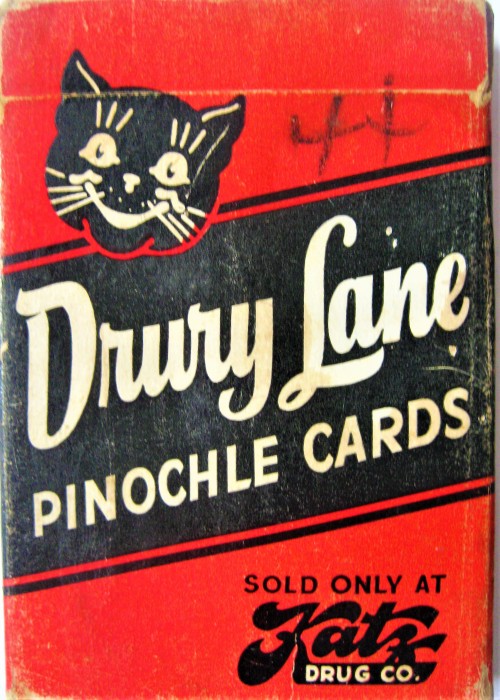 Drury Lane
PINOCHLE CARDS
SOLD ONLY AT
Katz
DRUG CO.